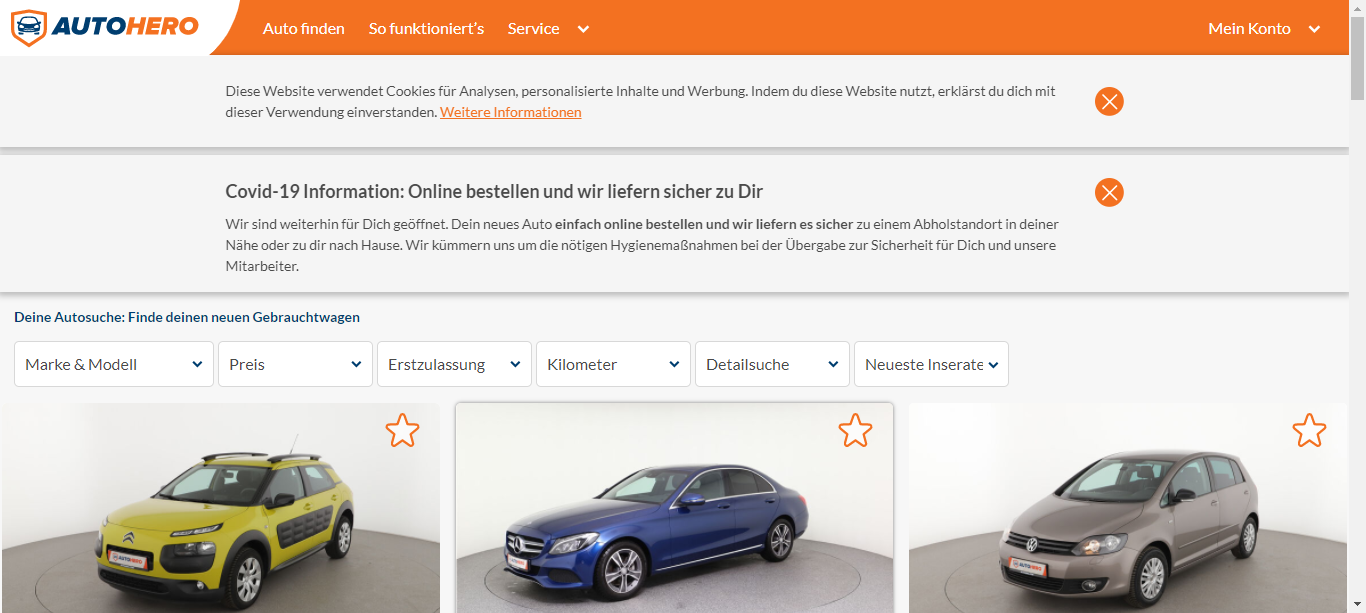 AUTOHERO
Auto finden
So funktioniert's
Service
Mein Konto
Diese Website verwendet Cookies für Analysen, personalisierte Inhalte und Werbung. Indem du diese Website nutzt, erklärst du dich mit
dieser Verwendung einverstanden. Weitere Informationen
Covid-19 Information: Online bestellen und wir liefern sicher zu Dir
Wir sind weiterhin für Dich geöffnet. Dein neues Auto einfach online bestellen und wir liefern es sicher zu einem Abholstandort in deiner
Nähe oder zu dir nach Hause. Wir kümmern uns um die nötigen Hygienemaßnahmen bei der Übergabe zur Sicherheit für Dich und unsere
Mitarbeiter.
Deine Autosuche: Finde deinen neuen Gebrauchtwagen
Marke & Modell
Preis
Erstzulassung
Kilometer
Detailsuche
Neueste Inserate
AUTOHERO
AUTOHERO
AUTOHERO